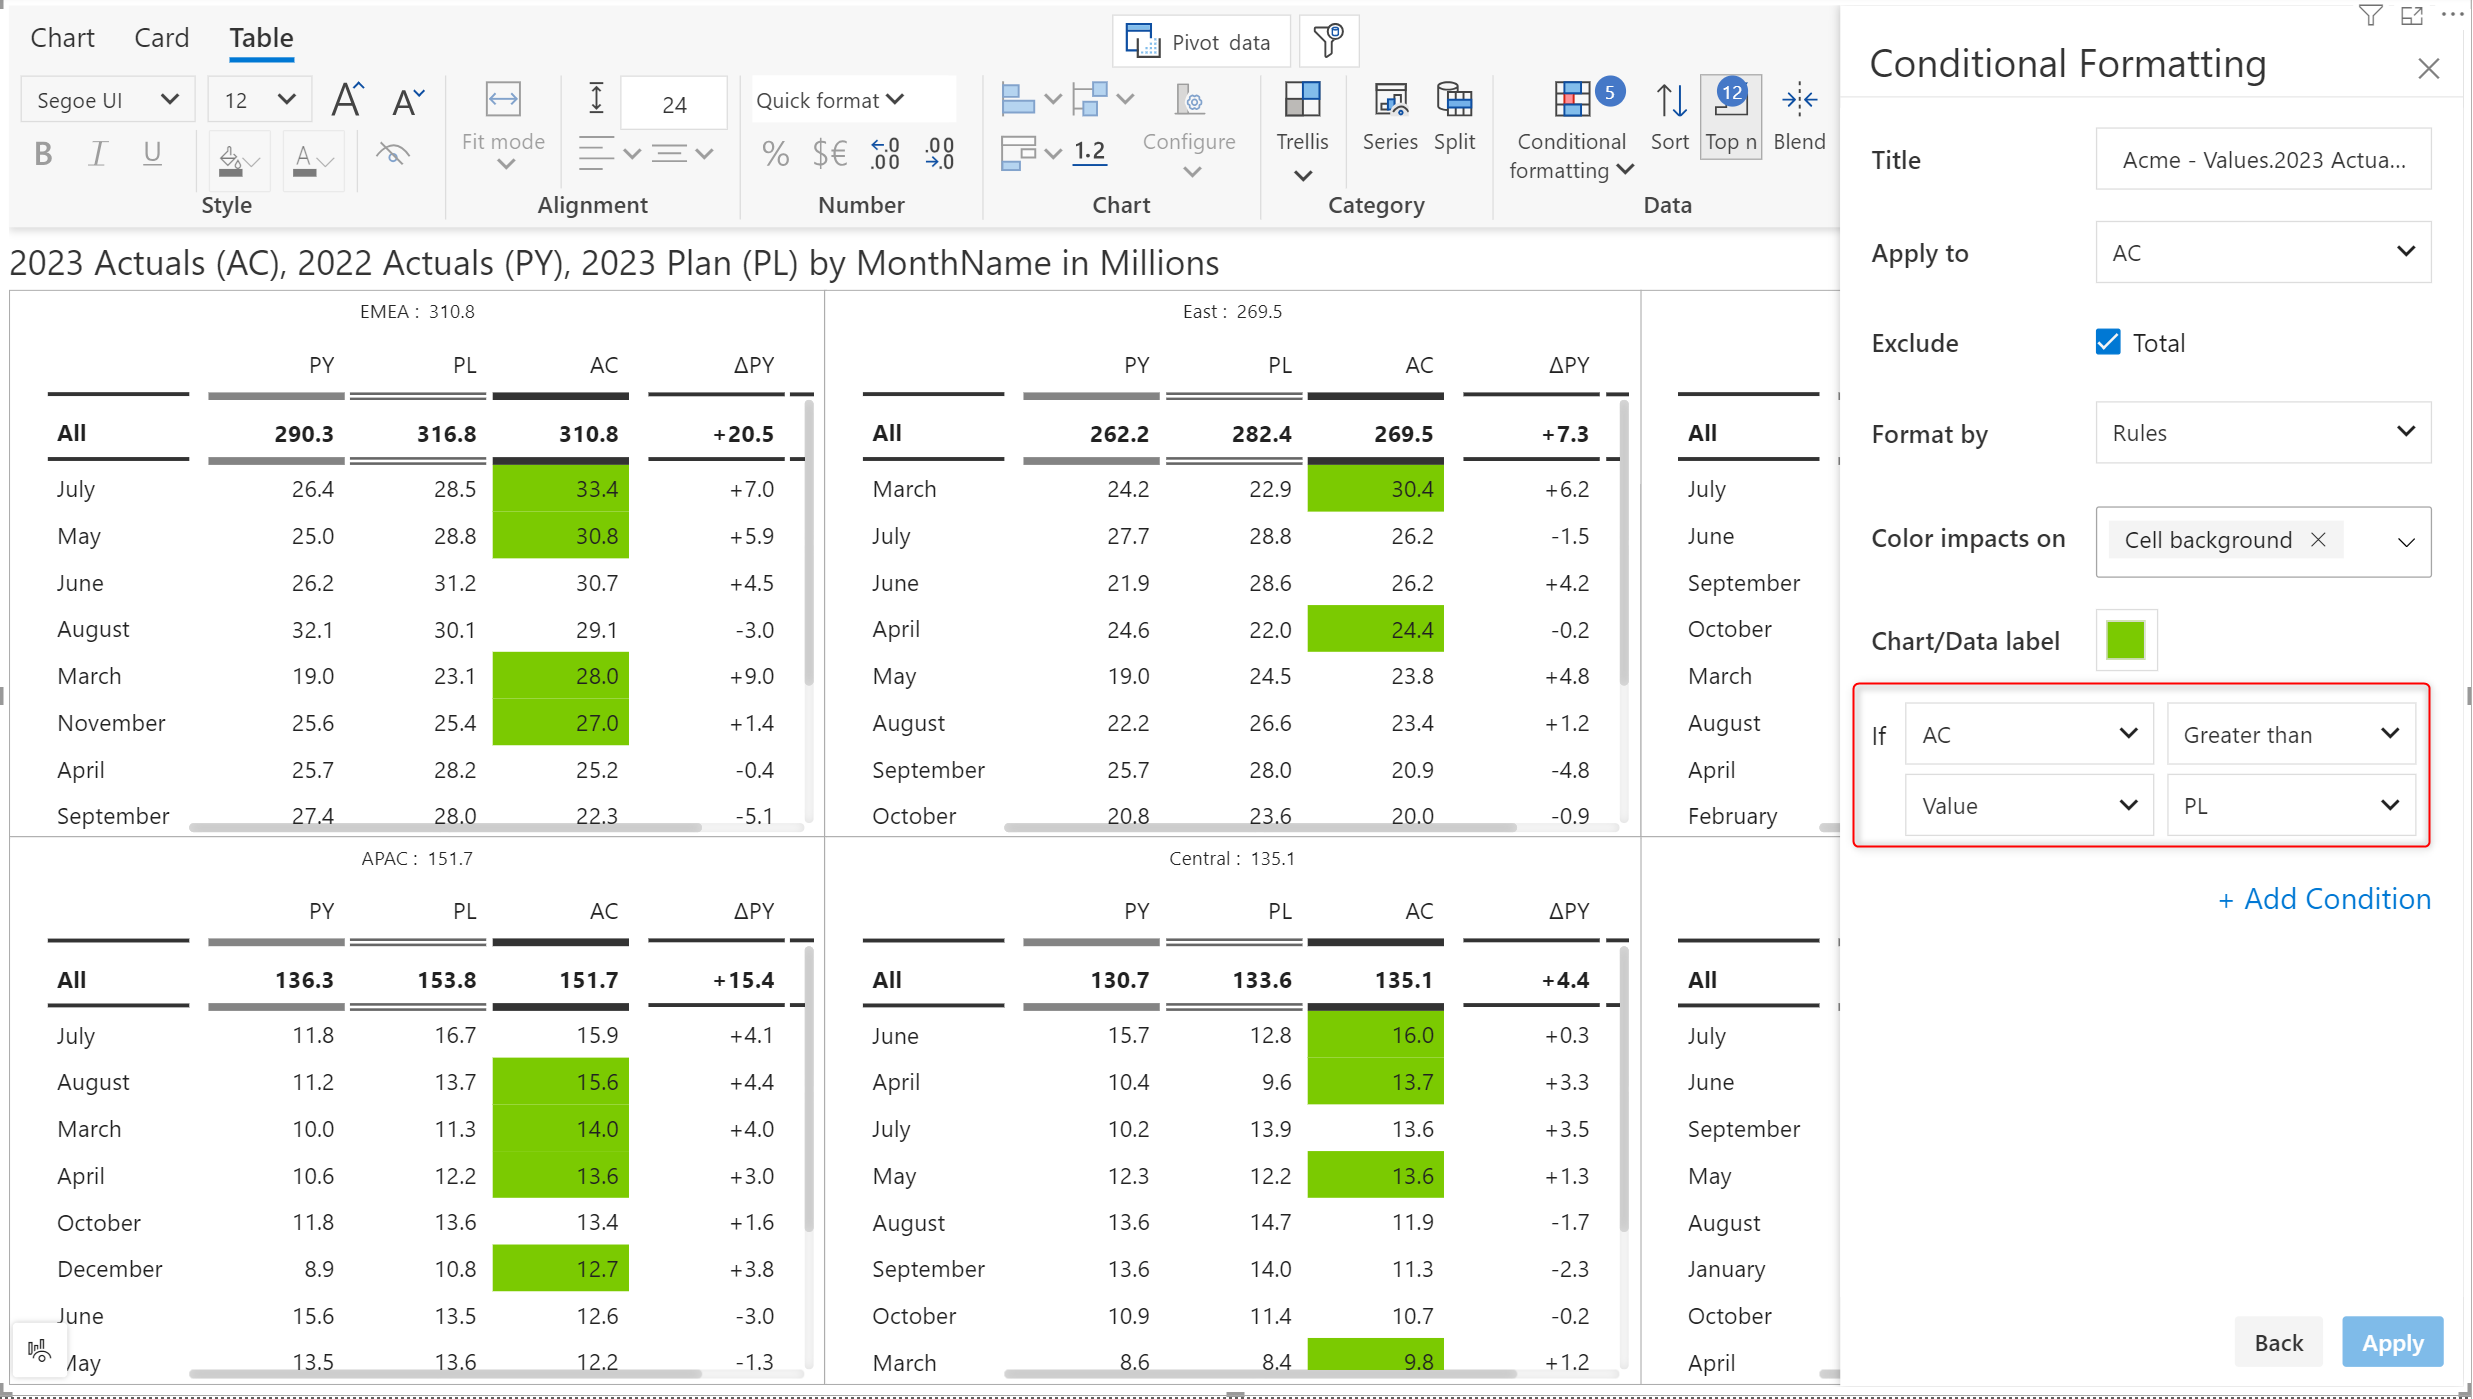 Chart Card Table
Pivot data
Segoe UI 12
Fit mode
24
Quick format
% $€ .0 .00 .00 .0
1.2
Configure
Trellis
Series Split
Conditional formatting 5
Sort
12
Top n
Blend
B I U A A A
Style Alignment Number Chart Category Data
2023 Actuals (AC), 2022 Actuals (PY), 2023 Plan (PL) by MonthName in Millions
EMEA : 310.8
PY PL AC ΔPY
All 290.3 316.8 310.8 +20.5
July 26.4 28.5 33.4 +7.0
May 25.0 28.8 30.8 +5.9
June 26.2 31.2 30.7 +4.5
August 32.1 30.1 29.1 -3.0
March 19.0 23.1 28.0 +9.0
November 25.6 25.4 27.0 +1.4
April 25.7 28.2 25.2 -0.4
September 27.4 28.0 22.3 -5.1
East : 269.5
PY PL AC ΔPY
All 262.2 282.4 269.5 +7.3
March 24.2 22.9 30.4 +6.2
July 27.7 28.8 26.2 -1.5
June 21.9 28.6 26.2 +4.2
April 24.6 22.0 24.4 -0.2
May 19.0 24.5 23.8 +4.8
August 22.2 26.6 23.4 +1.2
September 25.7 28.0 20.9 -4.8
October 20.8 23.6 20.0 -0.9
All
July
June
September
October
March
August
April
February
APAC : 151.7
PY PL AC ΔPY
All 136.3 153.8 151.7 +15.4
July 11.8 16.7 15.9 +4.1
August 11.2 13.7 15.6 +4.4
March 10.0 11.3 14.0 +4.0
April 10.6 12.2 13.6 +3.0
October 11.8 13.6 13.4 +1.6
December 8.9 10.8 12.7 +3.8
June 15.6 13.5 12.6 -3.0
May 13.5 13.6 12.2 -1.3
Central : 135.1
PY PL AC ΔPY
All 130.7 133.6 135.1 +4.4
June 15.7 12.8 16.0 +0.3
April 10.4 9.6 13.7 +3.3
July 10.2 13.9 13.6 +3.5
May 12.3 12.2 13.6 +1.3
August 13.6 14.7 11.9 -1.7
September 13.6 14.0 11.3 -2.3
October 10.9 11.4 10.7 -0.2
March 8.6 8.4 9.8 +1.2
All
July
June
September
May
August
January
October
April
Conditional Formatting
Title Acme - Values.2023 Actua...
Apply to AC
Exclude Total
Format by Rules
Color impacts on Cell background
Chart/Data label
If AC Greater than
Value PL
+ Add Condition
Back Apply